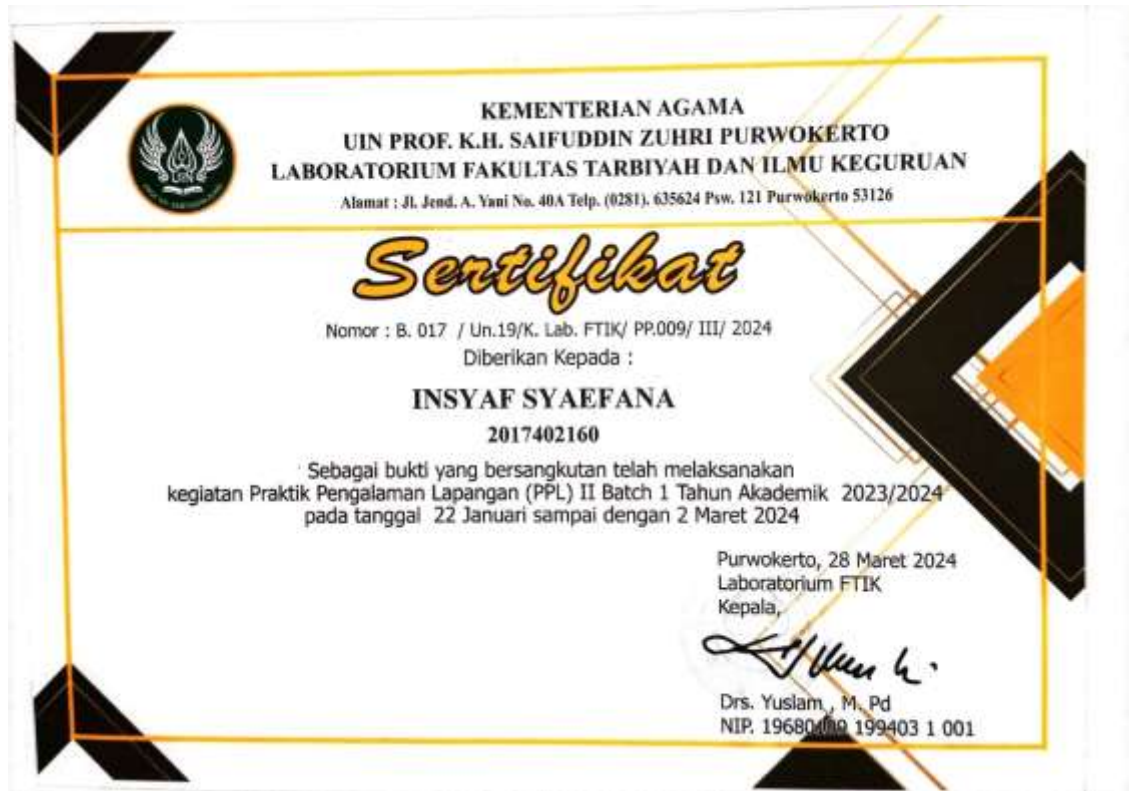 KEMENTERIAN AGAMA
UIN PROF. K.H. SAIFUDDIN ZUHRI PURWOKERTO
LABORATORIUM FAKULTAS TARBIYAH DAN ILMU KEGURUAN
Alamat : Jl. Jend. A. Yani No. 40A Telp. (0281). 635624 Psw. 121 Purwokerto 53126
Sertifikat
Nomor : B. 017 / Un.19/K. Lab. FTIK/ PP.009/ III/ 2024
Diberikan Kepada :
INSYAF SYAEFANA
2017402160
Sebagai bukti yang bersangkutan telah melaksanakan
kegiatan Praktik Pengalaman Lapangan (PPL) II Batch 1 Tahun Akademik 2023/2024
pada tanggal 22 Januari sampai dengan 2 Maret 2024
Purwokerto, 28 Maret 2024
Laboratorium FTIK
Kepala,
Drs. Yuslam , M. Pd
NIP. 199403 1 001